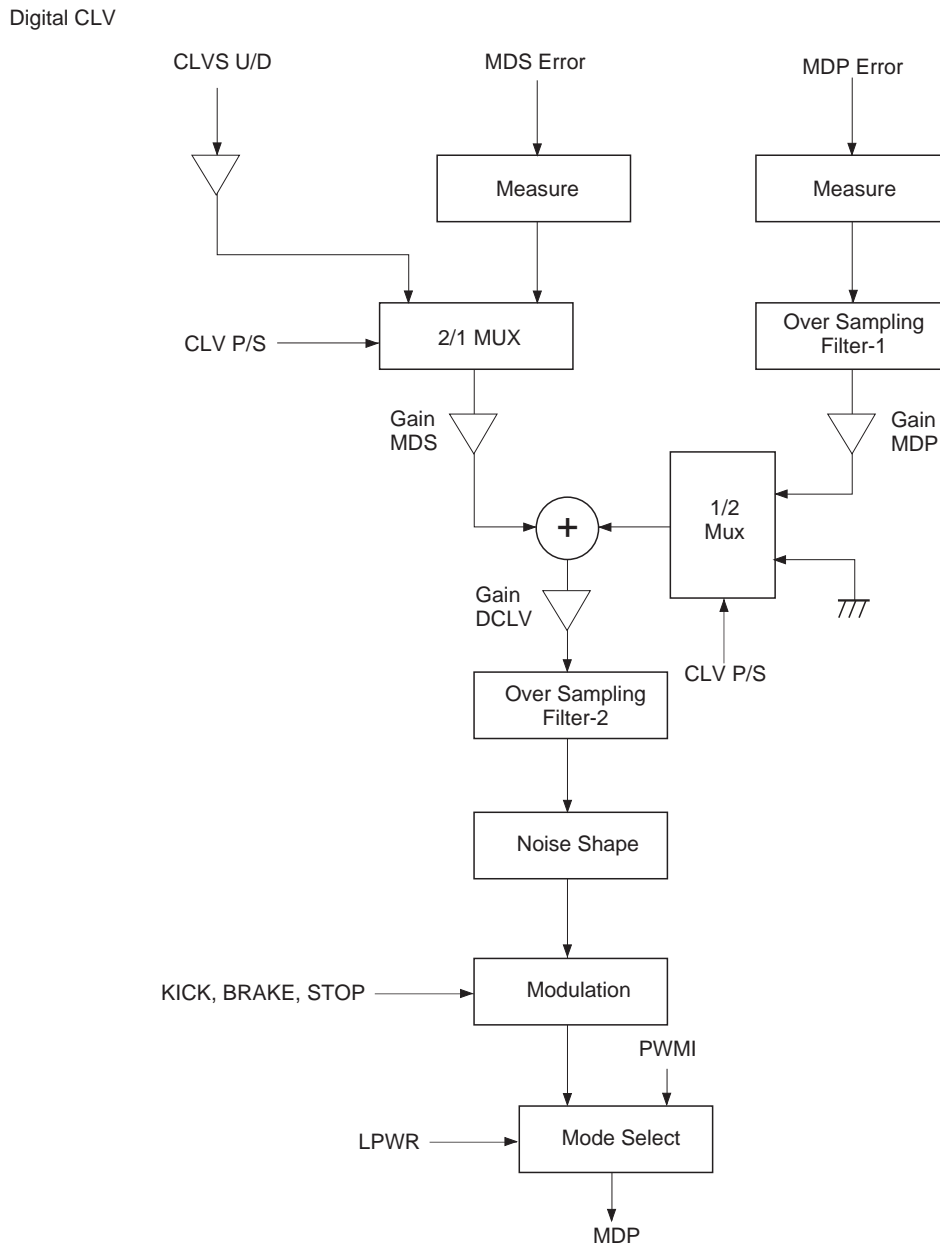 Digital CLV
CLVS U/D
MDS Error
MDP Error
Measure
Measure
CLV P/S
2/1 MUX
Over Sampling
Filter-1
Gain
MDS
Gain
MDP
1/2
Mux
+
Gain
DCLV
CLV P/S
Over Sampling
Filter-2
Noise Shape
KICK, BRAKE, STOP
Modulation
PWMI
LPWR
Mode Select
MDP